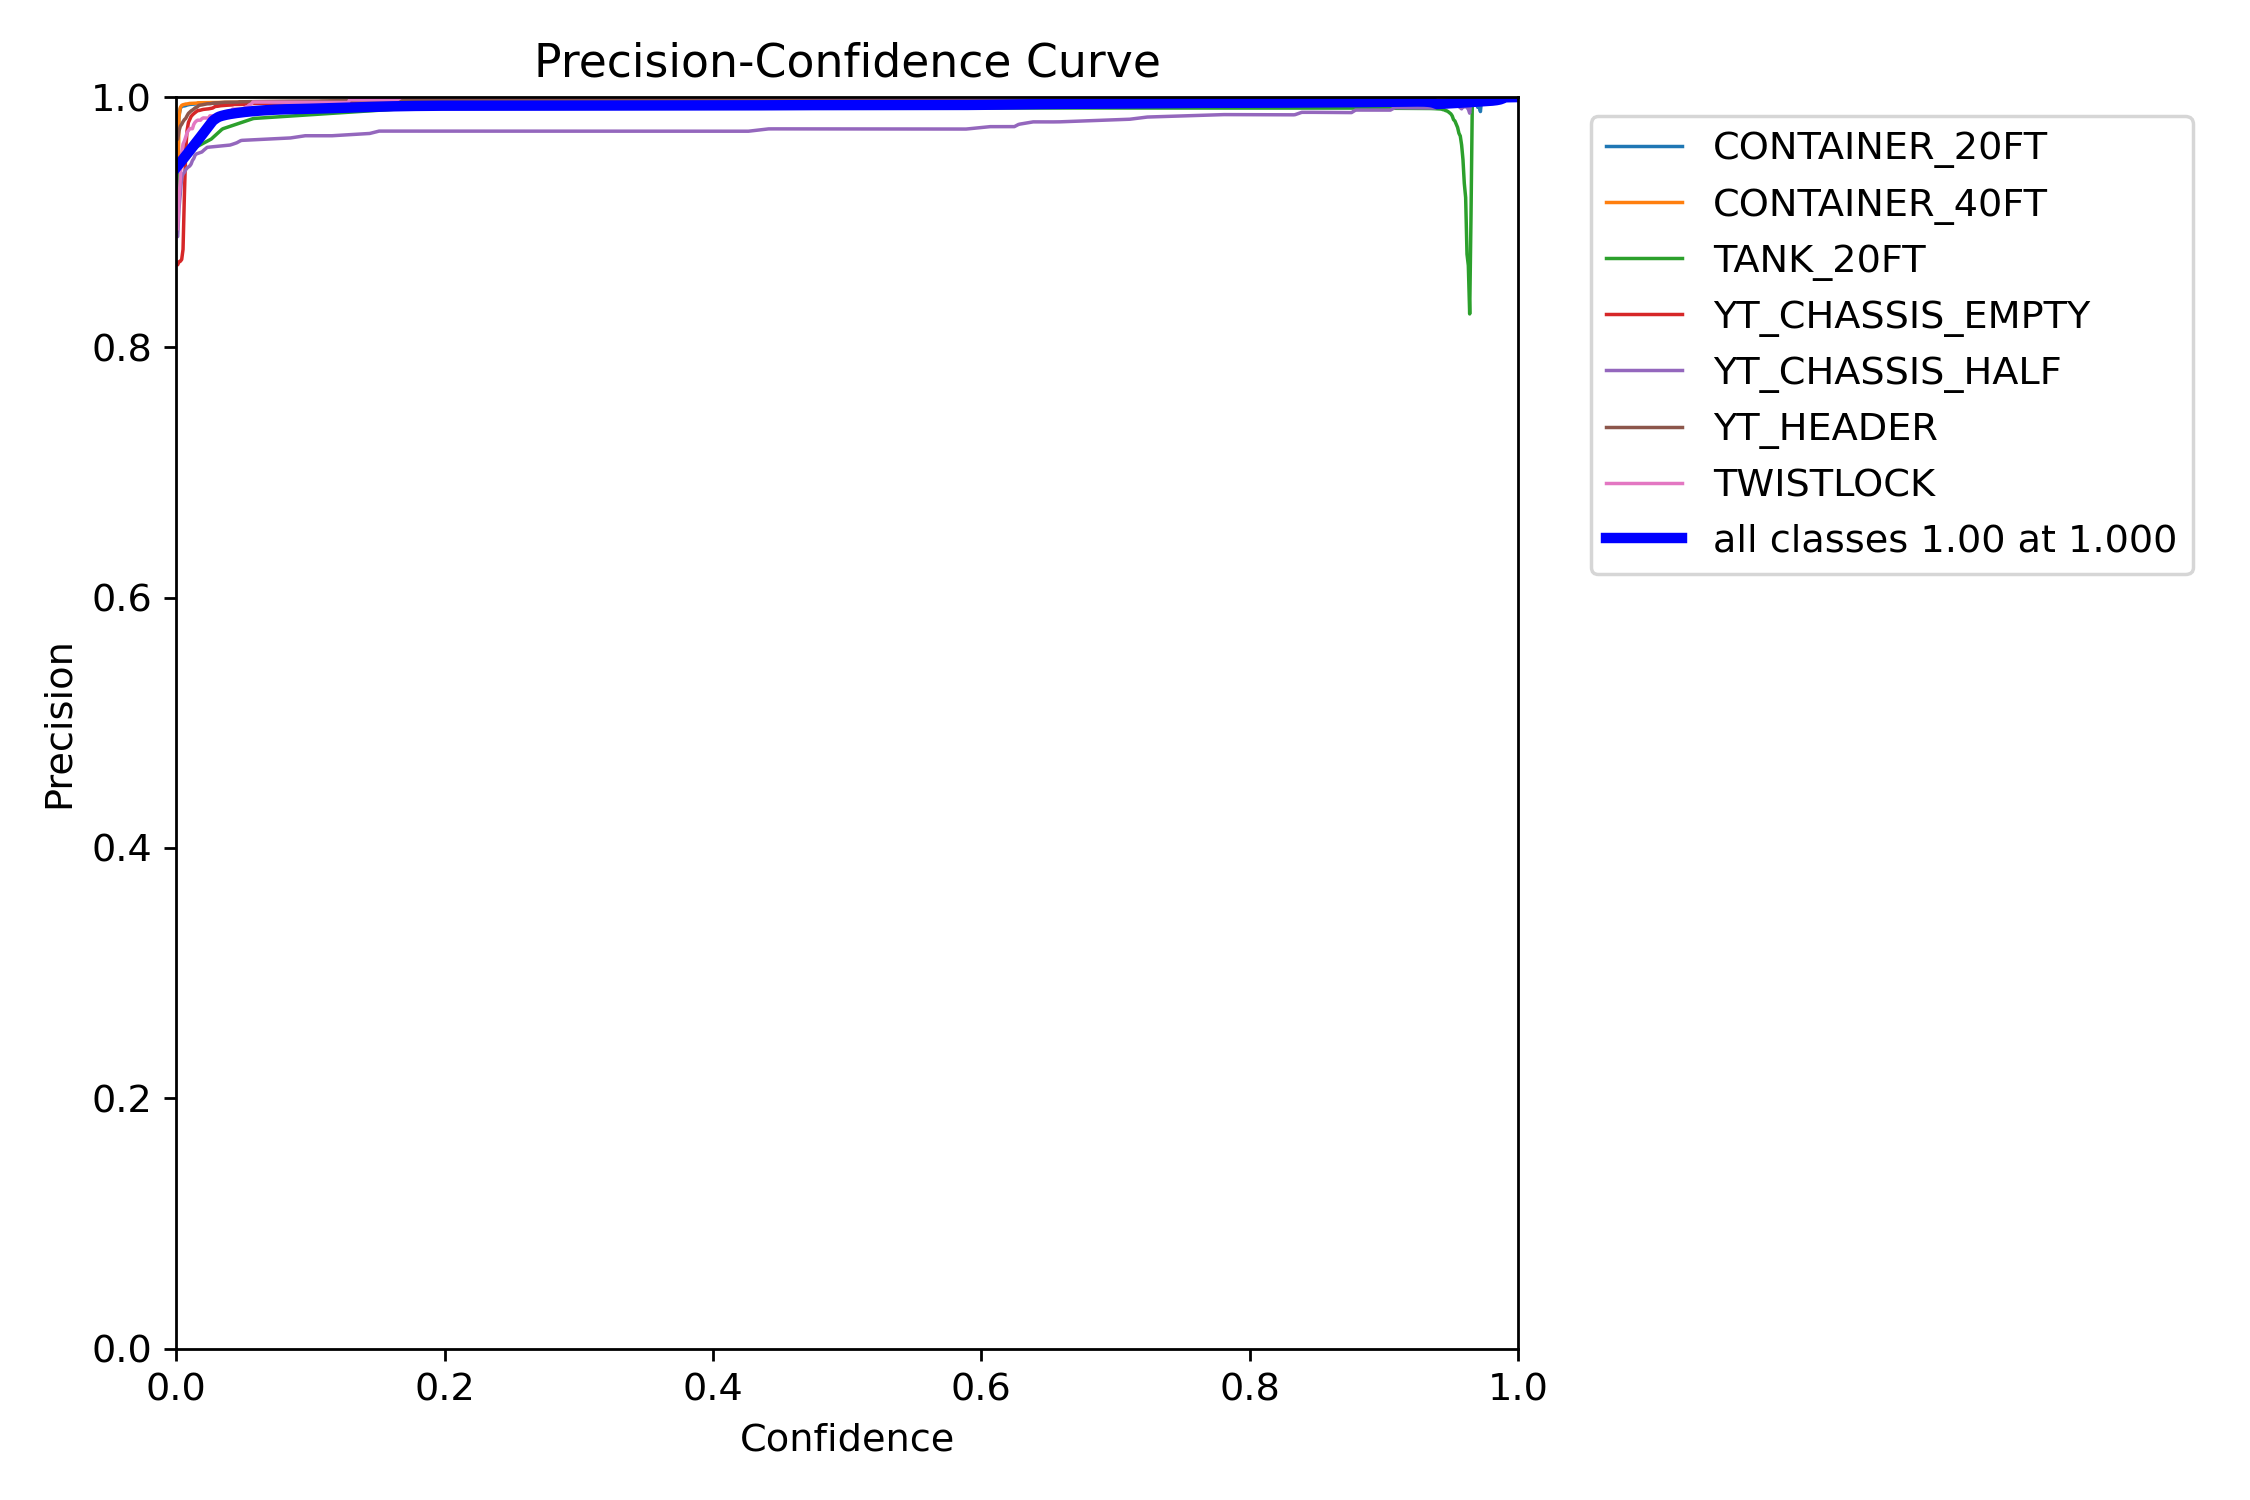 Precision-Confidence Curve
1.0
0.8
0.6
0.4
0.2
0.0
Precision
0.0 0.2 0.4 0.6 0.8 1.0
Confidence
CONTAINER_20FT
CONTAINER_40FT
TANK_20FT
YT_CHASSIS_EMPTY
YT_CHASSIS_HALF
YT_HEADER
TWISTLOCK
all classes 1.00 at 1.000